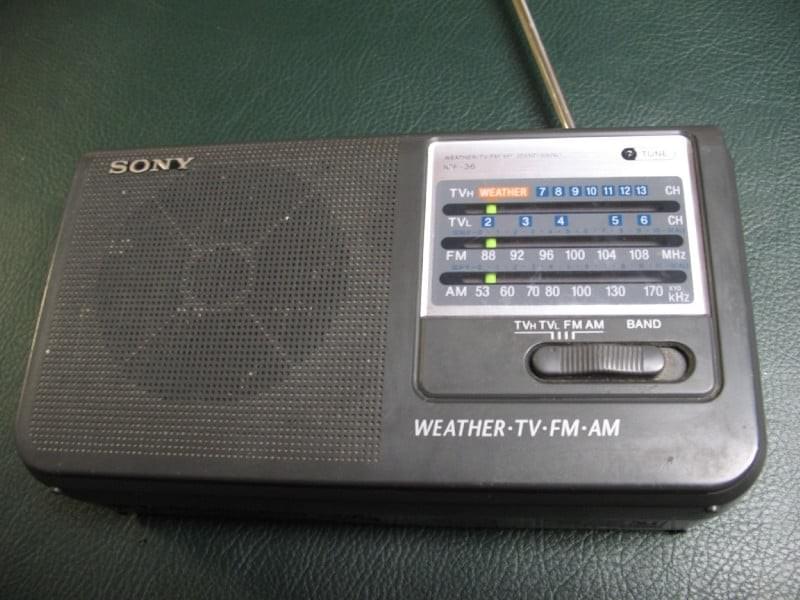 SONY
TUNE
TVH WEATHER 7 8 9 10 11 12 13 CH
TVL 2 3 4 5 6 CH
FM 88 92 96 100 104 108 MHz
AM 53 60 70 80 100 130 170 X10 kHz
TVH TVL FM AM BAND
WEATHER·TV·FM·AM